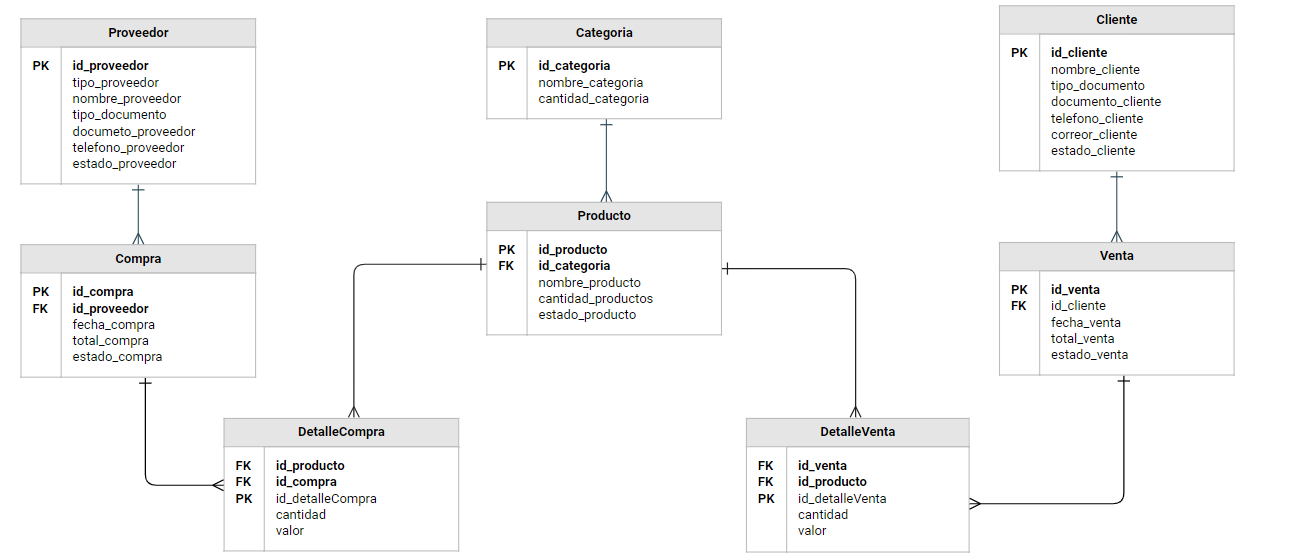 Proveedor
PK id_proveedor
tipo_proveedor
nombre_proveedor
tipo_documento
documeto_proveedor
telefono_proveedor
estado_proveedor
Categoria
PK id_categoria
nombre_categoria
cantidad_categoria
Cliente
PK id_cliente
nombre_cliente
tipo_documento
documento_cliente
telefono_cliente
correor_cliente
estado_cliente
Compra
PK id_compra
FK id_proveedor
fecha_compra
total_compra
estado_compra
Producto
PK id_producto
FK id_categoria
nombre_producto
cantidad_productos
estado_producto
Venta
PK id_venta
FK id_cliente
fecha_venta
total_venta
estado_venta
DetalleCompra
FK id_producto
FK id_compra
PK id_detalleCompra
cantidad
valor
DetalleVenta
FK id_venta
FK id_producto
PK id_detalleVenta
cantidad
valor